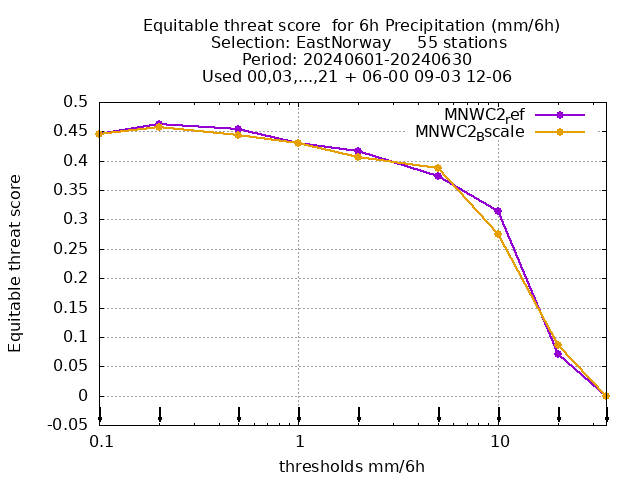 Equitable threat score  for 6h Precipitation (mm/6h)
Selection: EastNorway     55 stations
Period: 20240601-20240630
Used 00,03,...,21 + 06-00 09-03 12-06
MNWC2ref
MNWC2Bscale
0.5
0.45
0.4
0.35
0.3
0.25
0.2
0.15
0.1
0.05
0
-0.05
Equitable threat score
0.1 1 10
thresholds mm/6h